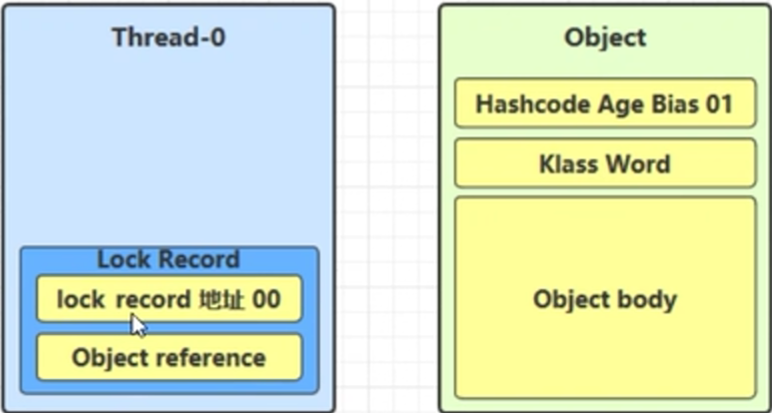 Thread-0
Lock Record
lock record 地址 00
Object reference
Object
Hashcode Age Bias 01
Klass Word
Object body